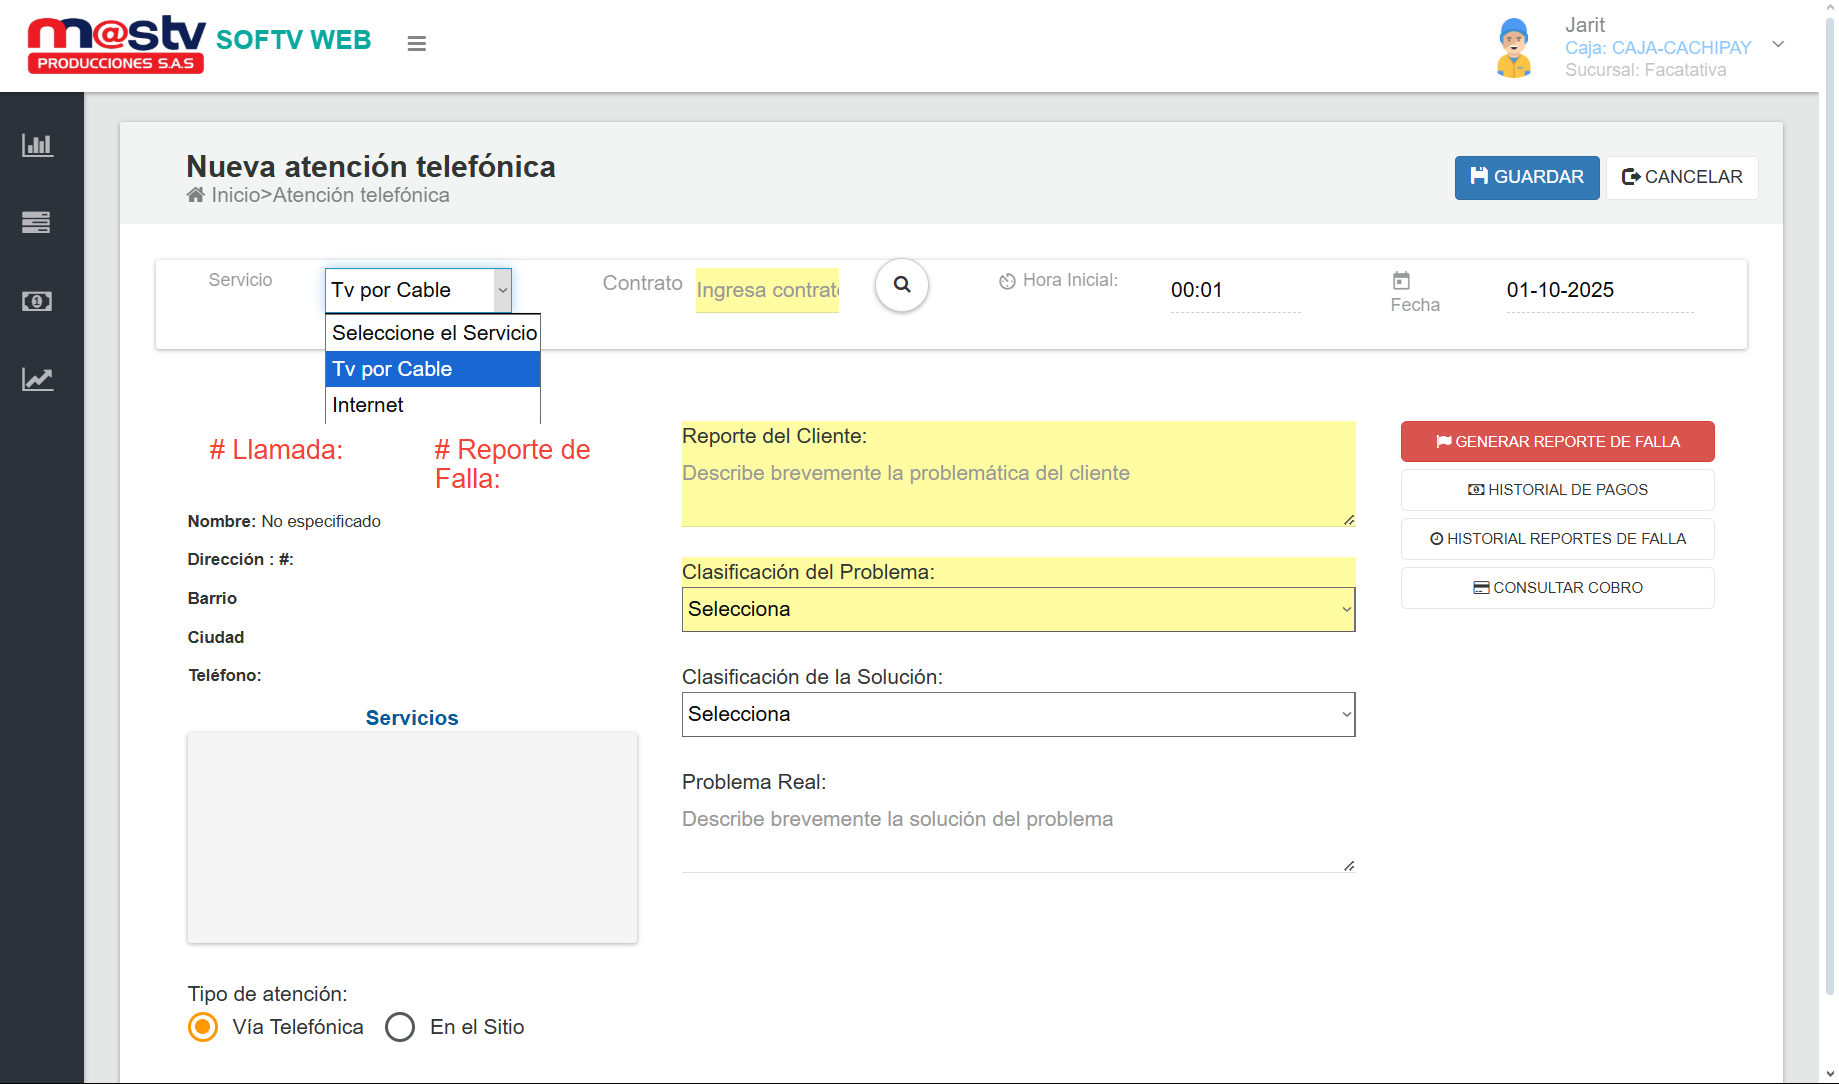 m@stv
PRODUCCIONES S.A.S
SOFTV WEB
Jarit
Caja: CAJA-CACHIPAY
Sucursal: Facatativa
Nueva atención telefónica
Inicio>Atención telefónica
GUARDAR
CANCELAR
Servicio
Tv por Cable
Contrato
Ingresa contrato
Hora Inicial:
00:01
Fecha
01-10-2025
Seleccione el Servicio
Tv por Cable
Internet
# Llamada:
# Reporte de
Falla:
Nombre: No especificado
Dirección : #:
Barrio
Ciudad
Teléfono:
Servicios
Tipo de atención:
Vía Telefónica
En el Sitio
Reporte del Cliente:
Describe brevemente la problemática del cliente
Clasificación del Problema:
Selecciona
Clasificación de la Solución:
Selecciona
Problema Real:
Describe brevemente la solución del problema
GENERAR REPORTE DE FALLA
HISTORIAL DE PAGOS
HISTORIAL REPORTES DE FALLA
CONSULTAR COBRO